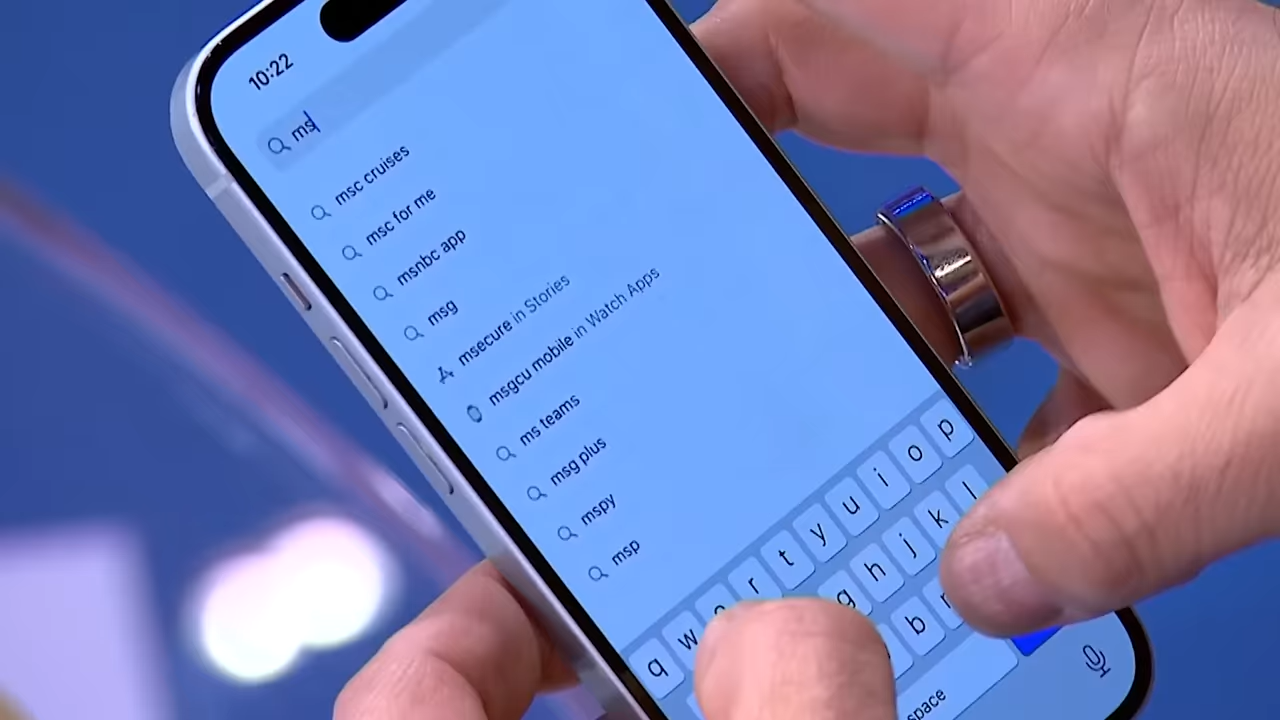 10:22
ms
msc cruises
msc for me
msnbc app
msg
msecure in Stories
msgcu mobile in Watch Apps
ms teams
msg plus
mspy
msp
q w e r t y u i o p
g h j k l
b
space